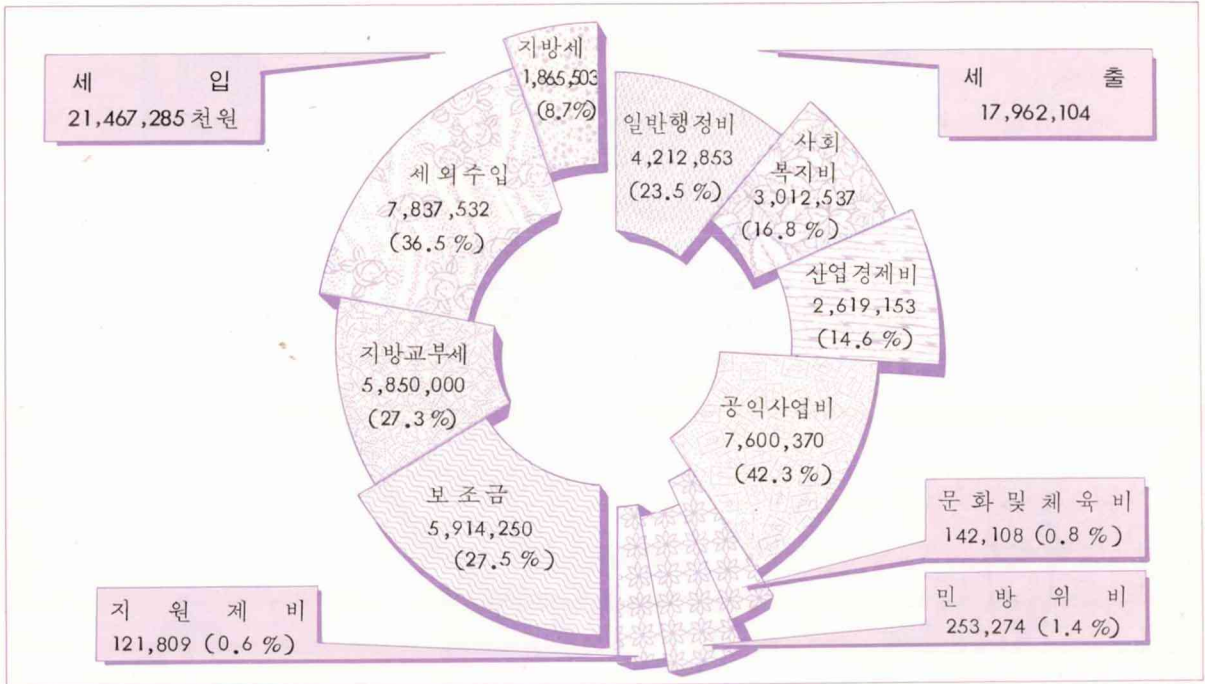 세 입
21,467,285 천원
지방세
1,865,503
(8.7%)
세외수입
7,837,532
(36.5 %)
지방교부세
5,850,000
(27.3 %)
보 조 금
5,914,250
(27.5 %)
세 출
17,962,104
일반행정비
4,212,853
(23.5 %)
사회
복지비
3,012,537
(16.8 %)
산업경제비
2,619,153
(14.6 %)
공익사업비
7,600,370
(42.3 %)
문 화 및 체 육 비
142,108 (0.8 %)
민 방 위 비
253,274 (1.4 %)
지 원 제 비
121,809 (0.6 %)